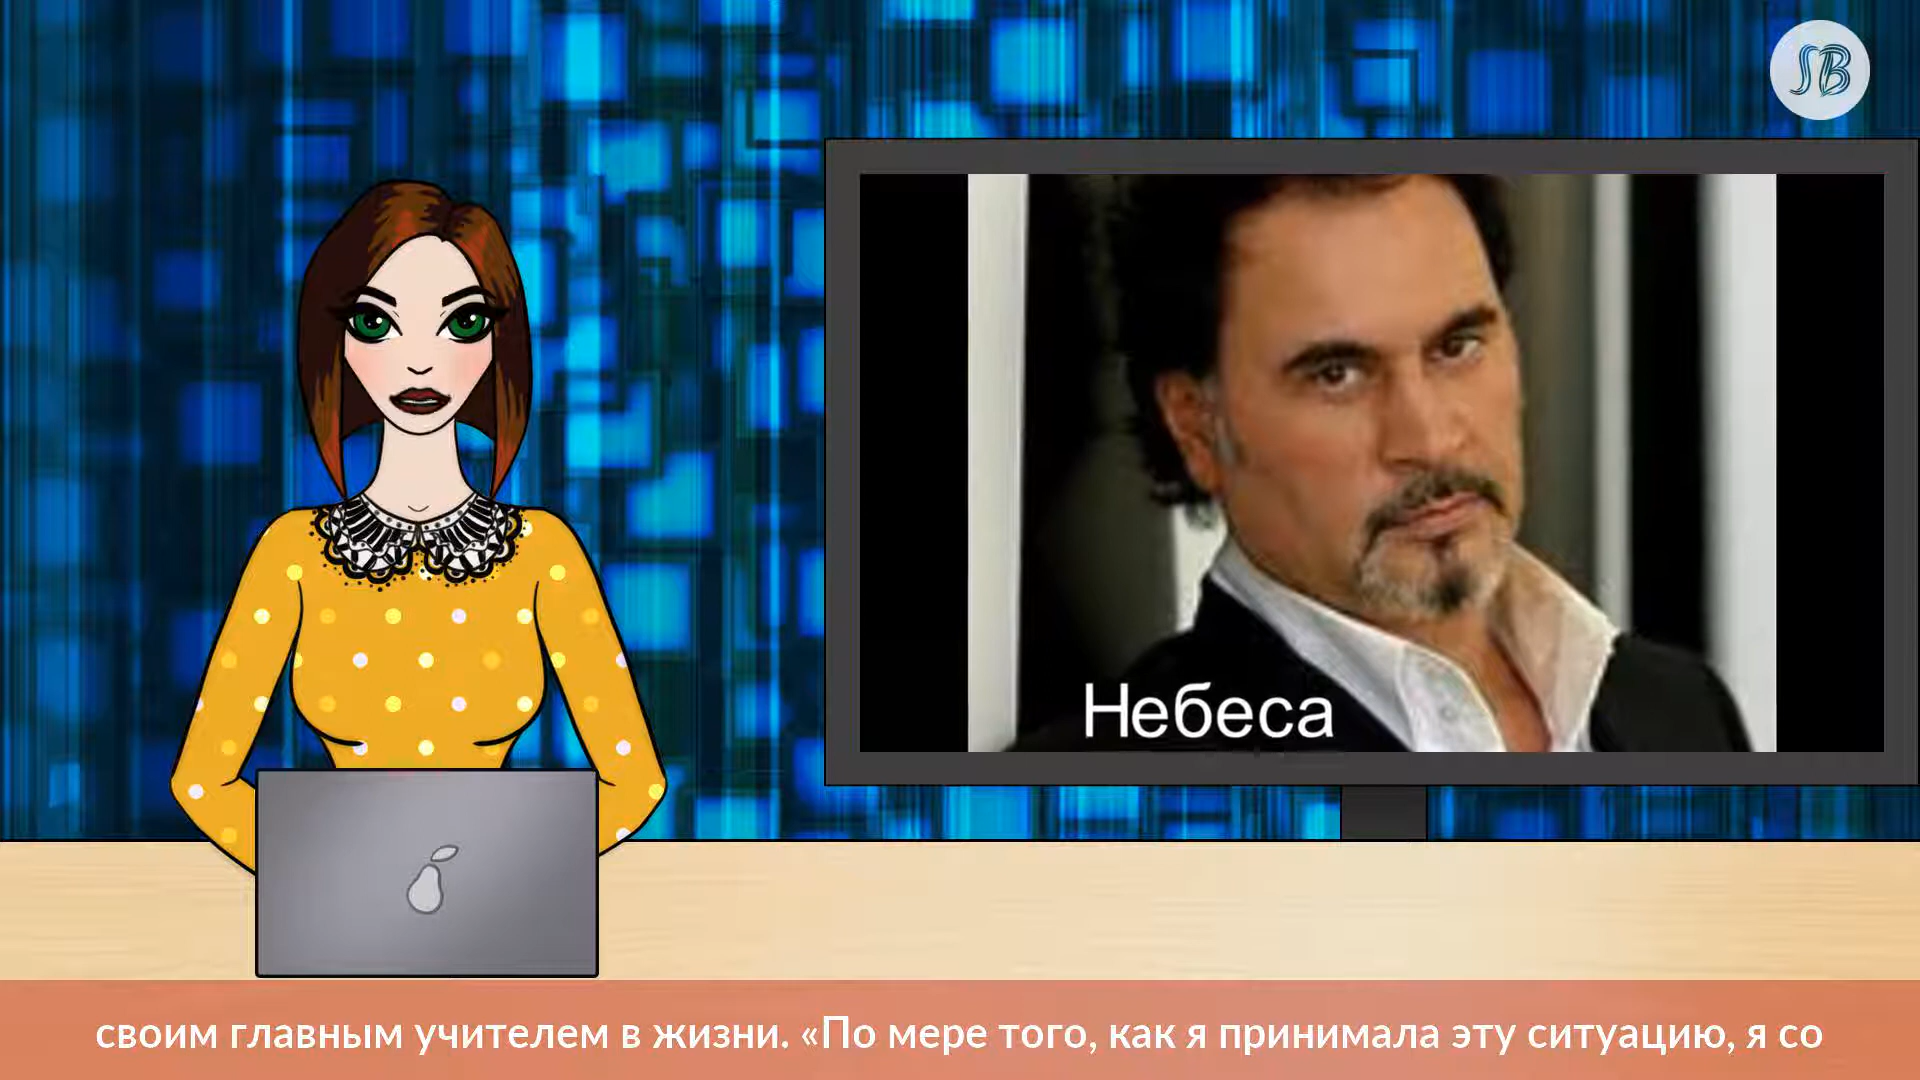 SB
Небеса
своим главным учителем в жизни. «По мере того, как я принимала эту ситуацию, я со